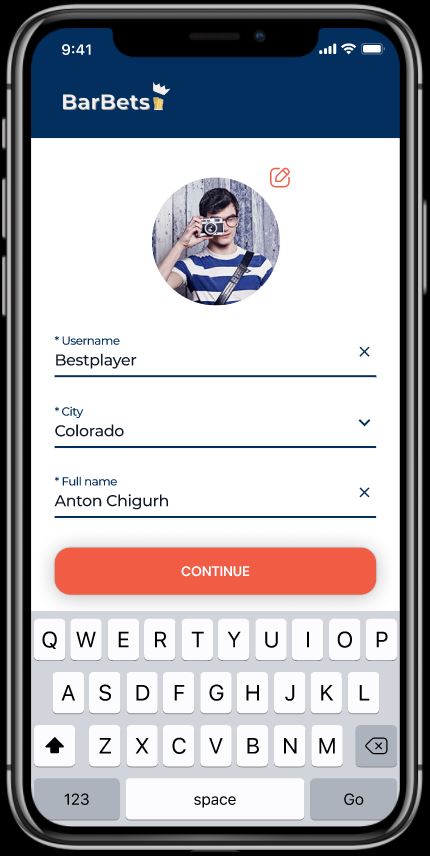 9:41
BarBets
* Username
Bestplayer
* City
Colorado
* Full name
Anton Chigurh
CONTINUE
Q W E R T Y U I O P
A S D F G H J K L
Z X C V B N M
123 space Go